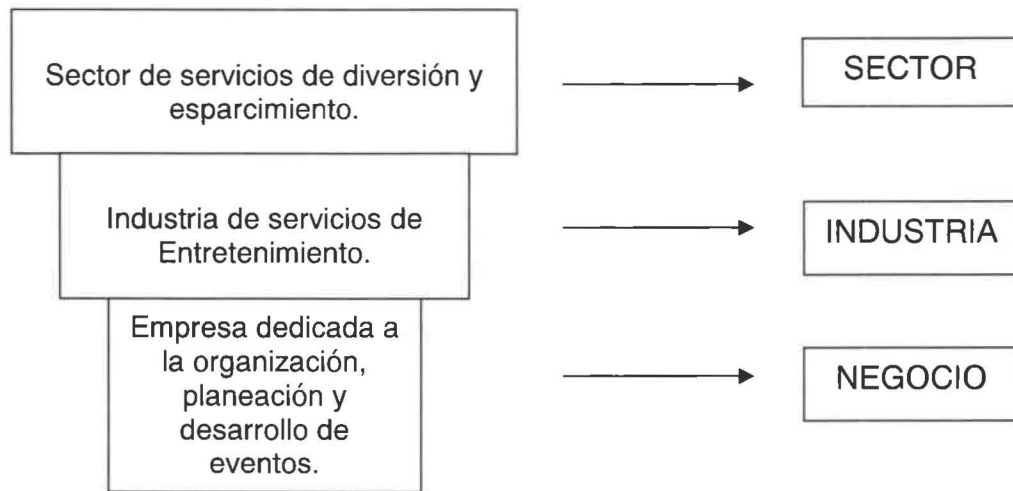 Sector de servicios de diversión y
esparcimiento.
SECTOR
Industria de servicios de
Entretenimiento.
INDUSTRIA
Empresa dedicada a
la organización,
planeación y
desarrollo de
eventos.
NEGOCIO